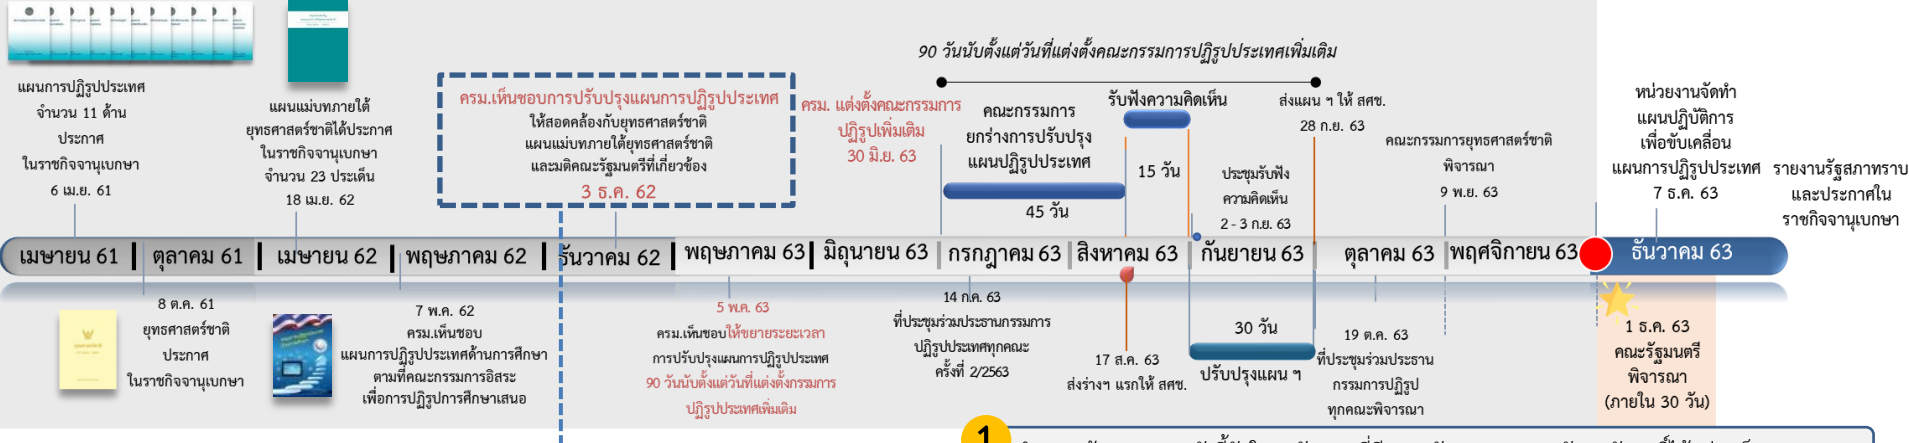 แผนการปฏิรูปประเทศ
จำนวน 11 ด้าน
ประกาศ
ในราชกิจจานุเบกษา
6 เม.ย. 61
แผนแม่บทภายใต้
ยุทธศาสตร์ชาติได้ประกาศ
ในราชกิจจานุเบกษา
จำนวน 23 ประเด็น
18 เม.ย. 62
ครม.เห็นชอบการปรับปรุงแผนการปฏิรูปประเทศ
ให้สอดคล้องกับยุทธศาสตร์ชาติ
แผนแม่บทภายใต้ยุทธศาสตร์ชาติ
และมติคณะรัฐมนตรีที่เกี่ยวข้อง
3 ธ.ค. 62
90 วันนับตั้งแต่วันที่แต่งตั้งคณะกรรมการปฏิรูปประเทศเพิ่มเติม
ครม. แต่งตั้งคณะกรรมการ
ปฏิรูปเพิ่มเติม
30 มิ.ย. 63
คณะกรรมการ
ยกร่างการปรับปรุง
แผนปฏิรูปประเทศ
45 วัน
รับฟังความคิดเห็น
15 วัน
ประชุมรับฟัง
ความคิดเห็น
2 - 3 ก.ย. 63
ส่งแผน ฯ ให้ สศช.
28 ก.ย. 63
คณะกรรมการยุทธศาสตร์ชาติ
พิจารณา
9 พ.ย. 63
หน่วยงานจัดทำ
แผนปฏิบัติการ
เพื่อขับเคลื่อน
แผนการปฏิรูปประเทศ
7 ธ.ค. 63
รายงานรัฐสภาทราบ
และประกาศใน
ราชกิจจานุเบกษา
เมษายน 61 ตุลาคม 61 เมษายน 62 พฤษภาคม 62 ธันวาคม 62 พฤษภาคม 63 มิถุนายน 63 กรกฎาคม 63 สิงหาคม 63 กันยายน 63 ตุลาคม 63 พฤศจิกายน 63 ธันวาคม 63
8 ต.ค. 61
ยุทธศาสตร์ชาติ
ประกาศ
ในราชกิจจานุเบกษา
7 พ.ค. 62
ครม.เห็นชอบ
แผนการปฏิรูปประเทศด้านการศึกษา
ตามที่คณะกรรมการอิสระ
เพื่อการปฏิรูปการศึกษาเสนอ
5 พ.ค. 63
ครม.เห็นชอบให้ขยายระยะเวลา
การปรับปรุงแผนการปฏิรูปประเทศ
90 วันนับตั้งแต่วันที่แต่งตั้งกรรมการ
ปฏิรูปประเทศเพิ่มเติม
14 ก.ค. 63
ที่ประชุมร่วมประธานกรรมการ
ปฏิรูปประเทศทุกคณะ
ครั้งที่ 2/2563
17 ส.ค. 63
ส่งร่างฯ แรกให้ สศช.
30 วัน
ปรับปรุงแผน ฯ
19 ต.ค. 63
ที่ประชุมร่วมประธาน
กรรมการปฏิรูป
ทุกคณะพิจารณา
1 ธ.ค. 63
คณะรัฐมนตรี
พิจารณา
(ภายใน 30 วัน)
1